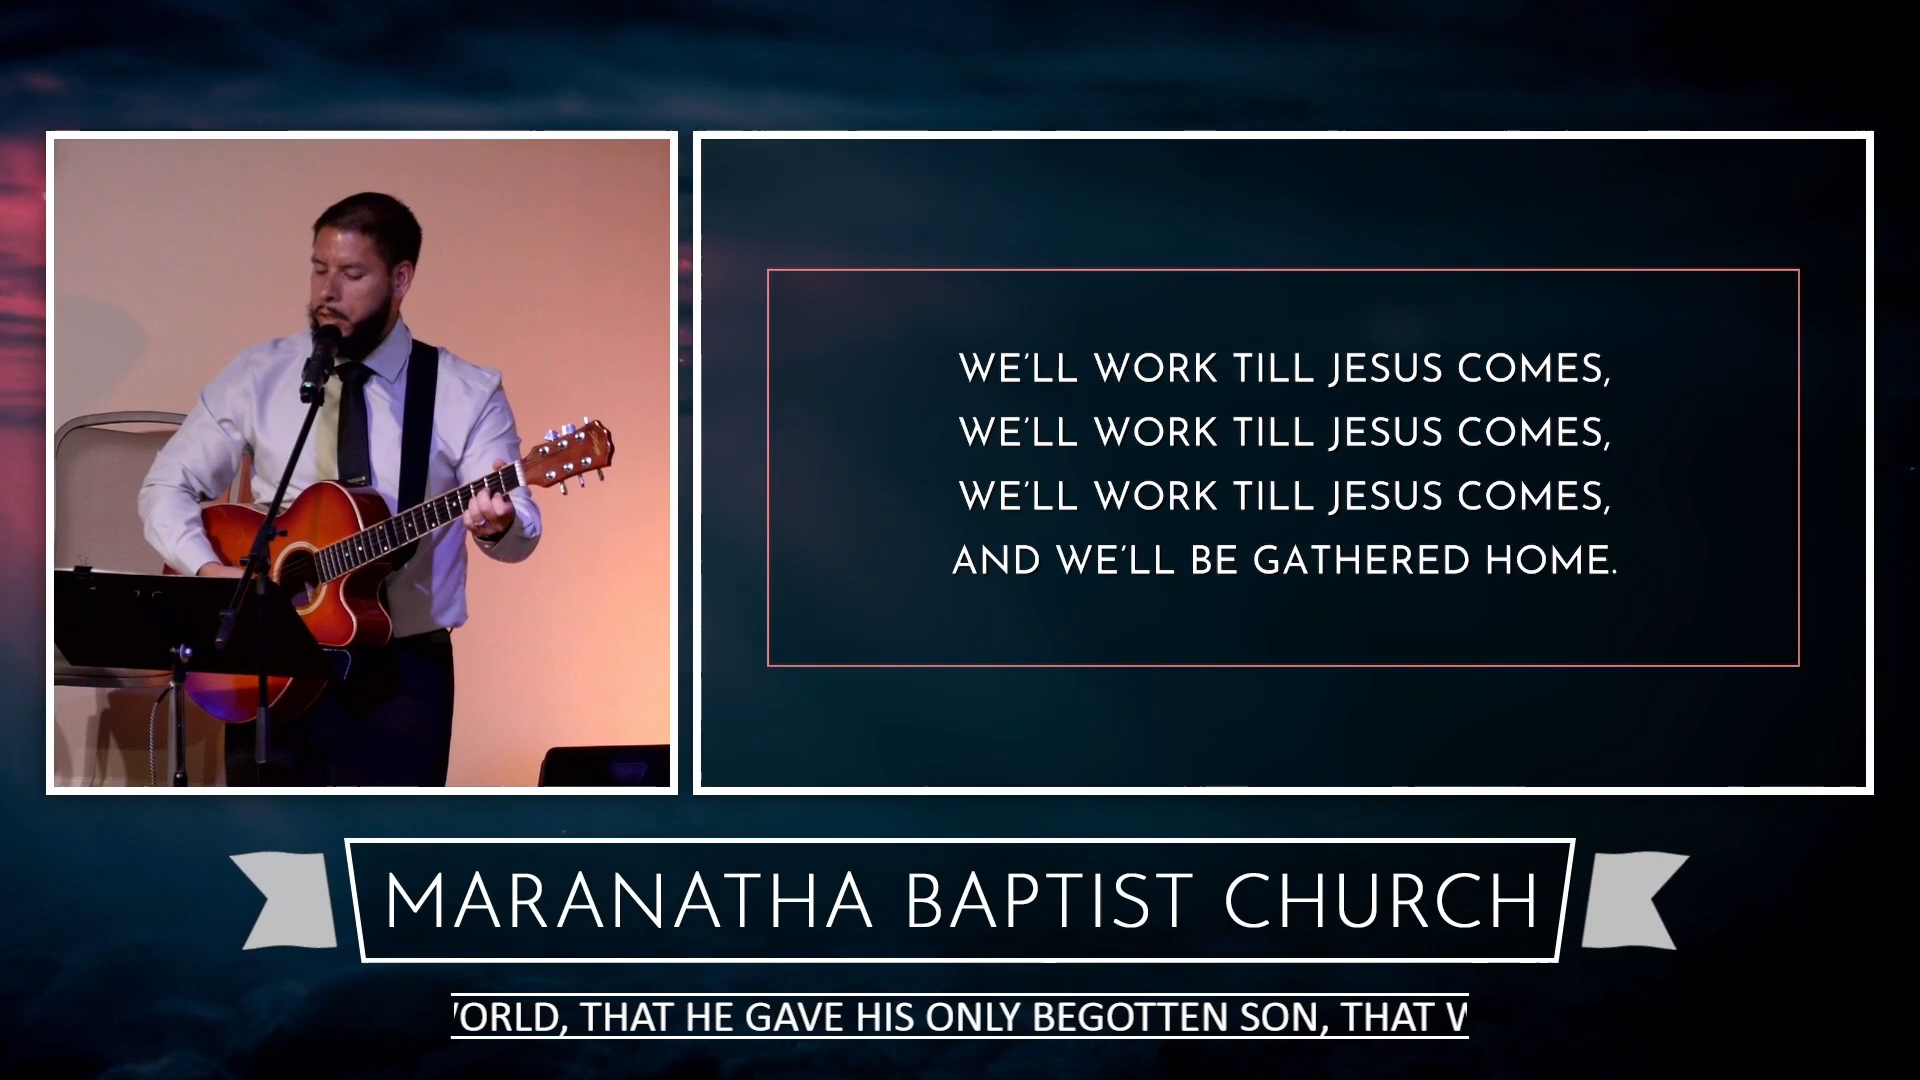 WE'LL WORK TILL JESUS COMES,
WE'LL WORK TILL JESUS COMES,
WE'LL WORK TILL JESUS COMES,
AND WE'LL BE GATHERED HOME.
MARANATHA BAPTIST CHURCH
ORLD, THAT HE GAVE HIS ONLY BEGOTTEN SON, THAT